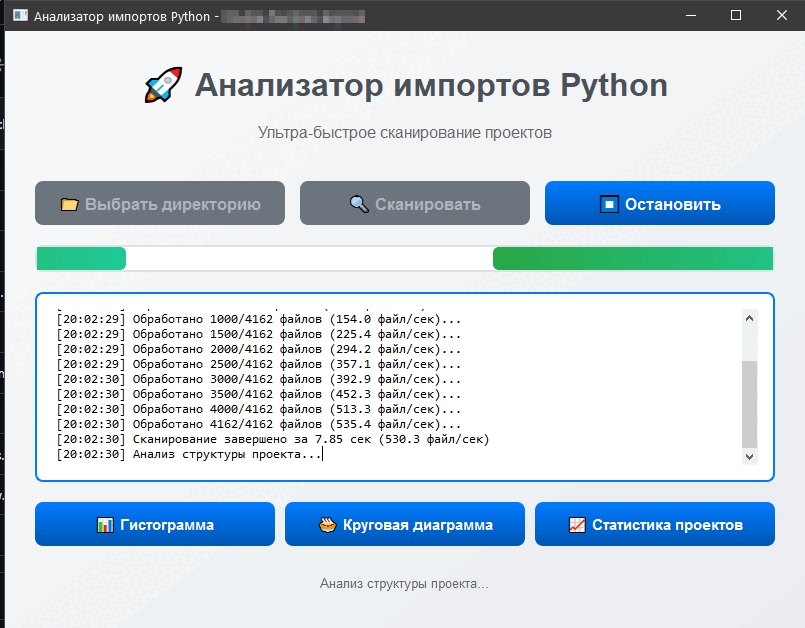 Анализатор импортов Python -
Анализатор импортов Python
Ультра-быстрое сканирование проектов
Выбрать директорию
Сканировать
Остановить
[20:02:29] Обработано 1000/4162 файлов (154.0 файл/сек)...
[20:02:29] Обработано 1500/4162 файлов (225.4 файл/сек)...
[20:02:29] Обработано 2000/4162 файлов (294.2 файл/сек)...
[20:02:29] Обработано 2500/4162 файлов (357.1 файл/сек)...
[20:02:30] Обработано 3000/4162 файлов (392.9 файл/сек)...
[20:02:30] Обработано 3500/4162 файлов (452.3 файл/сек)...
[20:02:30] Обработано 4000/4162 файлов (513.3 файл/сек)...
[20:02:30] Обработано 4162/4162 файлов (535.4 файл/сек)...
[20:02:30] Сканирование завершено за 7.85 сек (530.3 файл/сек)
[20:02:30] Анализ структуры проекта...
Гистограмма
Круговая диаграмма
Статистика проектов
Анализ структуры проекта...